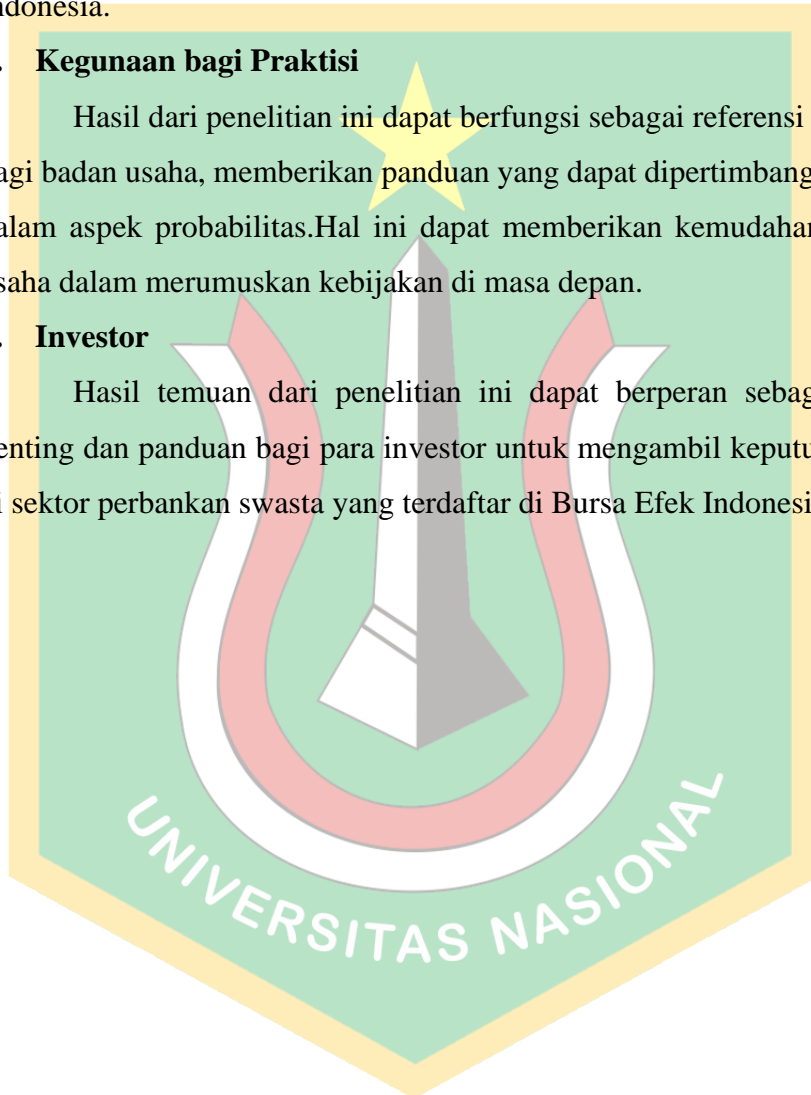 ndonesia.
. Kegunaan bagi Praktisi
Hasil dari penelitian ini dapat berfungsi sebagai referensi
agi badan usaha, memberikan panduan yang dapat dipertimbang
alam aspek probabilitas.Hal ini dapat memberikan kemudahan
saha dalam merumuskan kebijakan di masa depan.
. Investor
Hasil temuan dari penelitian ini dapat berperan sebag
enting dan panduan bagi para investor untuk mengambil keputu
i sektor perbankan swasta yang terdaftar di Bursa Efek Indonesi
UNIVERSITAS NASIONAL